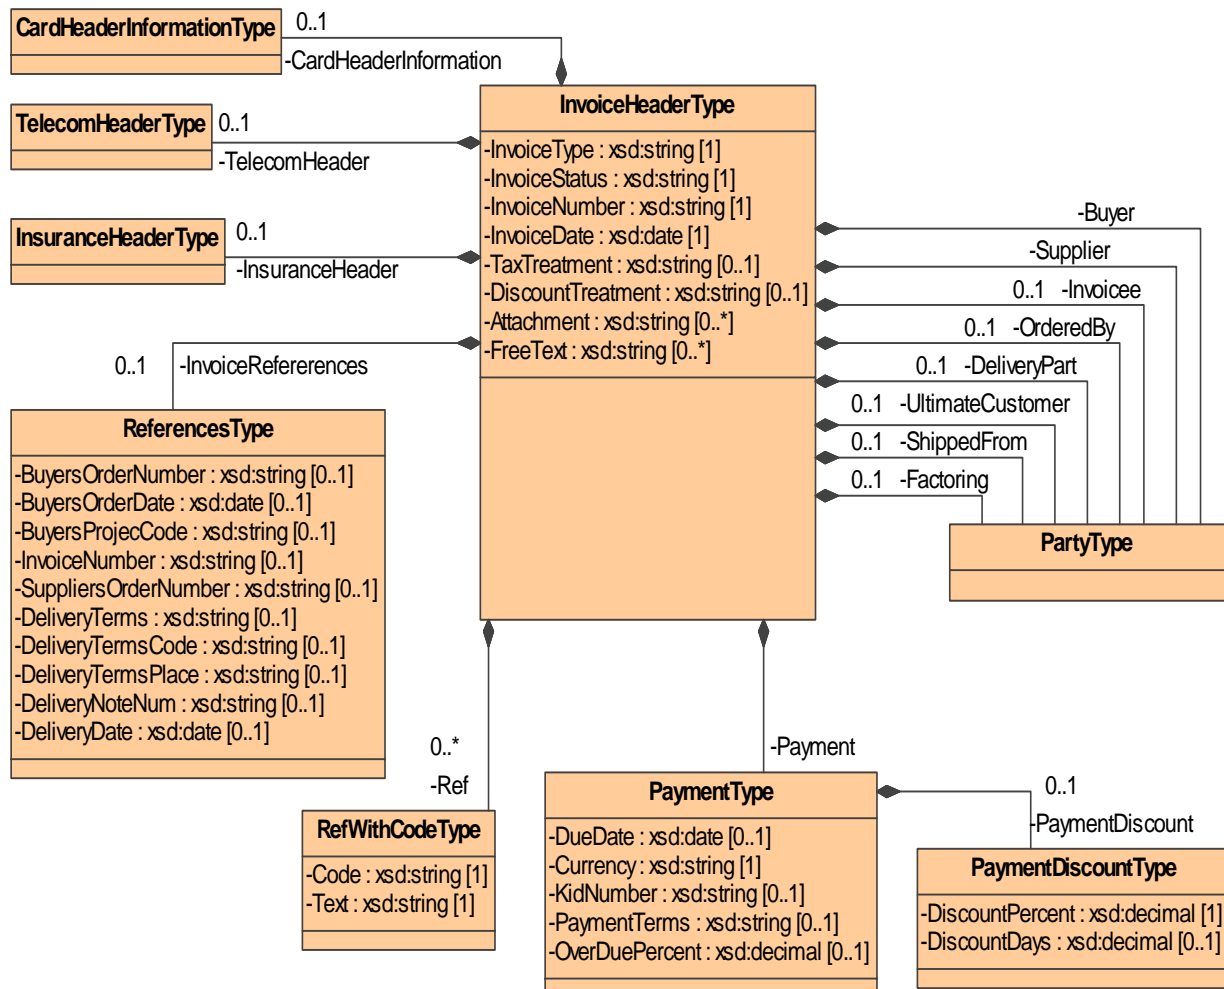 CardHeaderInformationType
0..1
-CardHeaderInformation
TelecomHeaderType
0..1
-TelecomHeader
InsuranceHeaderType
0..1
-InsuranceHeader
InvoiceHeaderType
-InvoiceType : xsd:string [1]
-InvoiceStatus : xsd:string [1]
-InvoiceNumber : xsd:string [1]
-InvoiceDate : xsd:date [1]
-TaxTreatment : xsd:string [0..1]
-DiscountTreatment : xsd:string [0..1]
-Attachment : xsd:string [0..*]
-FreeText : xsd:string [0..*]
-Buyer
-Supplier
0..1 -Invoicee
0..1 -OrderedBy
0..1 -DeliveryPart
0..1 -UltimateCustomer
0..1 -ShippedFrom
0..1 -Factoring
PartyType
0..1 -InvoiceRefererences
ReferencesType
-BuyersOrderNumber : xsd:string [0..1]
-BuyersOrderDate : xsd:date [0..1]
-BuyersProjecCode : xsd:string [0..1]
-InvoiceNumber : xsd:string [0..1]
-SuppliersOrderNumber : xsd:string [0..1]
-DeliveryTerms : xsd:string [0..1]
-DeliveryTermsCode : xsd:string [0..1]
-DeliveryTermsPlace : xsd:string [0..1]
-DeliveryNoteNum : xsd:string [0..1]
-DeliveryDate : xsd:date [0..1]
0..*
-Ref
RefWithCodeType
-Code : xsd:string [1]
-Text : xsd:string [1]
-Payment
PaymentType
-DueDate : xsd:date [0..1]
-Currency : xsd:string [1]
-KidNumber : xsd:string [0..1]
-PaymentTerms : xsd:string [0..1]
-OverDuePercent : xsd:decimal [0..1]
0..1
-PaymentDiscount
PaymentDiscountType
-DiscountPercent : xsd:decimal [1]
-DiscountDays : xsd:decimal [0..1]